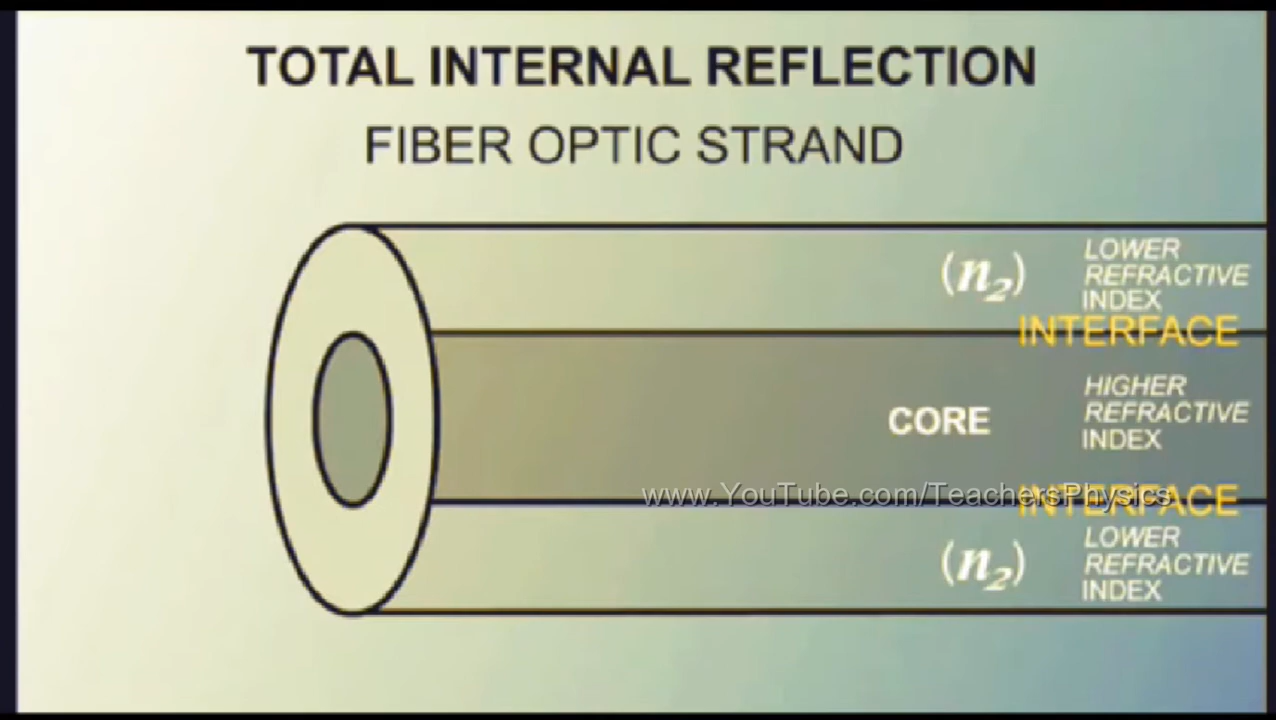 TOTAL INTERNAL REFLECTION
FIBER OPTIC STRAND
(n2)
LOWER
REFRACTIVE
INDEX
INTERFACE
CORE
HIGHER
REFRACTIVE
INDEX
www.YouTube.com/TeachersPhysics
INTERFACE
(n2)
LOWER
REFRACTIVE
INDEX